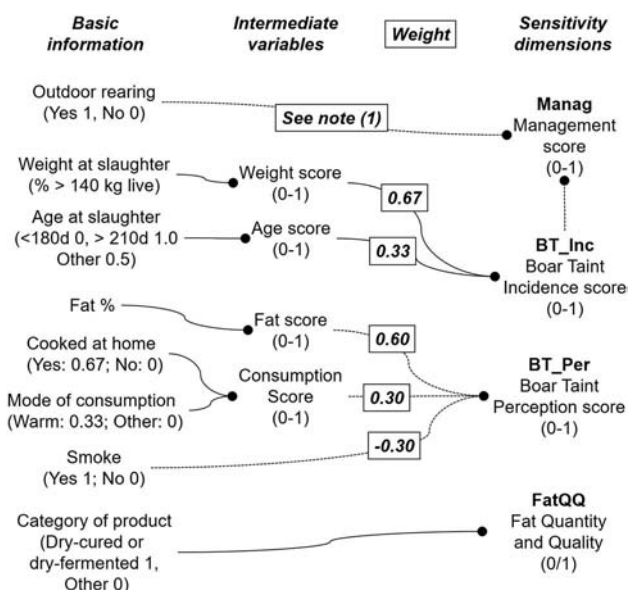 Basic information
Intermediate variables
Weight
Sensitivity dimensions
Outdoor rearing
(Yes 1, No 0)
See note (1)
Manag
Management
score
(0-1)
Weight at slaughter
(% > 140 kg live)
Weight score
(0-1)
0.67
Age at slaughter
(<180d 0, > 210d 1.0
Other 0.5)
Age score
(0-1)
0.33
BT_Inc
Boar Taint
Incidence score
(0-1)
Fat %
Fat score
(0-1)
0.60
Cooked at home
(Yes: 0.67; No: 0)
Mode of consumption
(Warm: 0.33; Other: 0)
Consumption
Score
(0-1)
0.30
BT_Per
Boar Taint
Perception score
(0-1)
Smoke
(Yes 1; No 0)
-0.30
Category of product
(Dry-cured or
dry-fermented 1,
Other 0)
FatQQ
Fat Quantity
and Quality
(0/1)